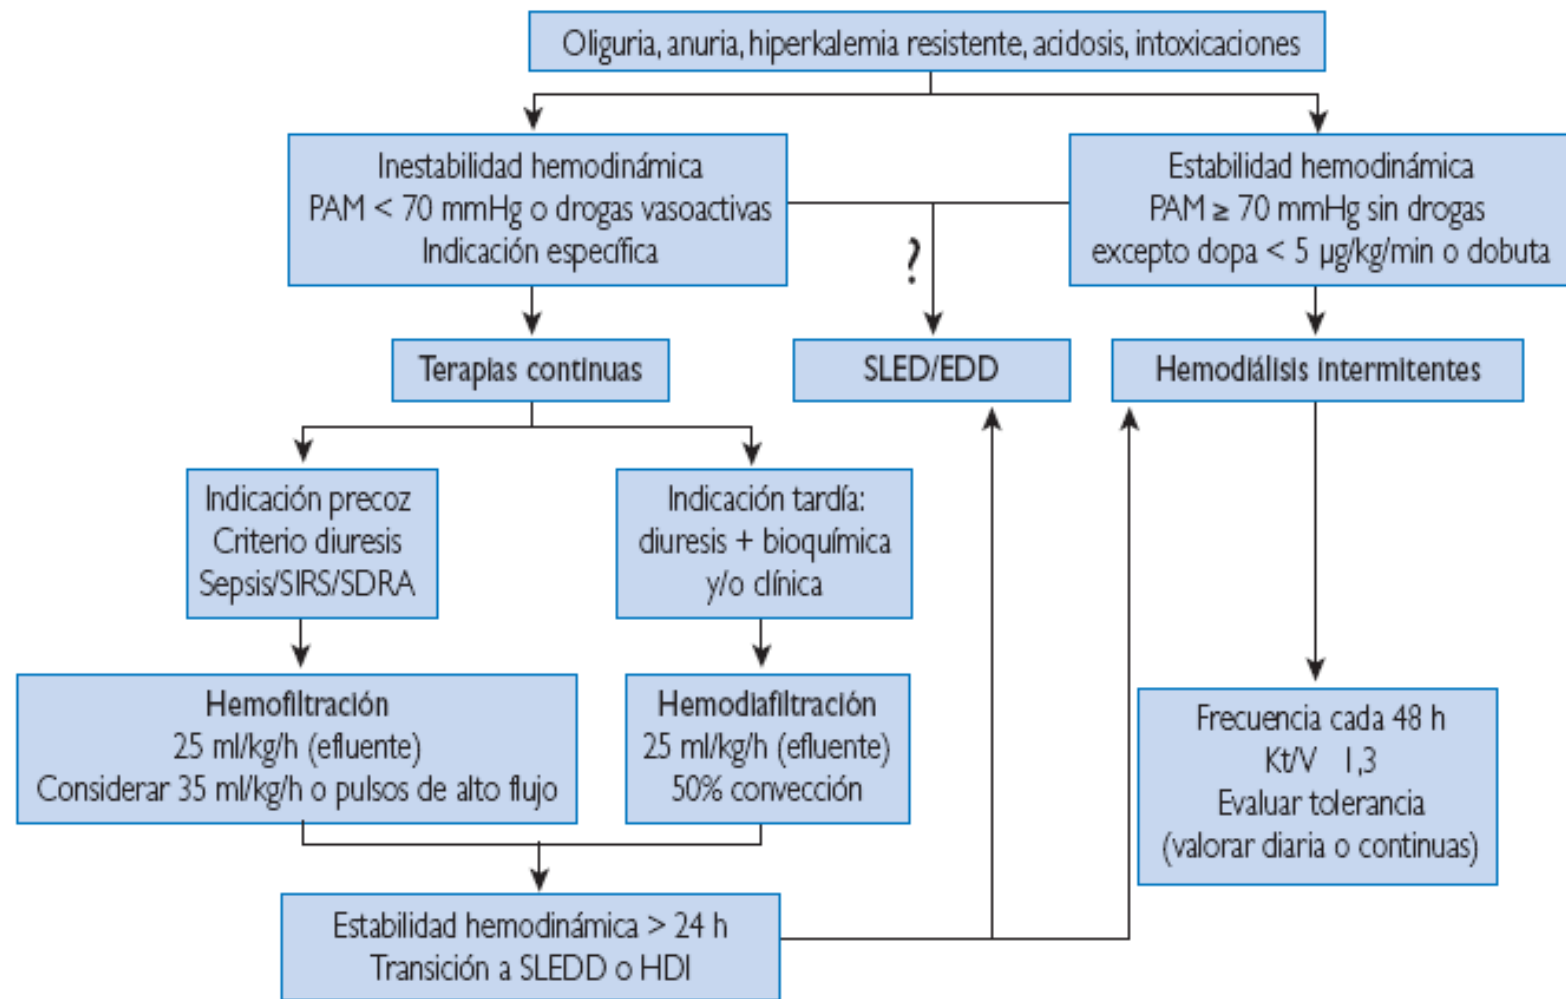 Oliguria, anuria, hiperkalemia resistente, acidosis, intoxicaciones
Inestabilidad hemodinámica
PAM < 70 mmHg o drogas vasoactivas
Indicación específica
Estabilidad hemodinámica
PAM ≥ 70 mmHg sin drogas
excepto dopa < 5 µg/kg/min o dobuta
?
Terapias continuas
SLED/EDD
Hemodiálisis intermitentes
Indicación precoz
Criterio diuresis
Sepsis/SIRS/SDRA
Indicación tardía:
diuresis + bioquímica
y/o clínica
Hemofiltración
25 ml/kg/h (efluente)
Considerar 35 ml/kg/h o pulsos de alto flujo
Hemodiafiltración
25 ml/kg/h (efluente)
50% convección
Frecuencia cada 48 h
Kt/V 1,3
Evaluar tolerancia
(valorar diaria o continuas)
Estabilidad hemodinámica > 24 h
Transición a SLEDD o HDI